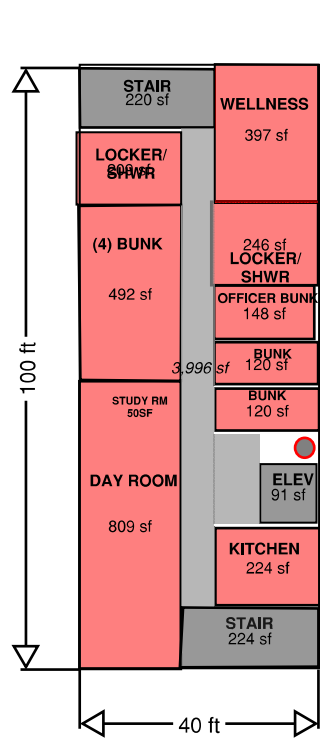 STAIR
220 sf
WELLNESS
397 sf
LOCKER/
SHWR
246 sf
LOCKER/
SHWR
(4) BUNK
492 sf
OFFICER BUNK
148 sf
BUNK
120 sf
3,996 sf
BUNK
120 sf
STUDY RM
50SF
100 ft
DAY ROOM
809 sf
ELEV
91 sf
KITCHEN
224 sf
STAIR
224 sf
40 ft